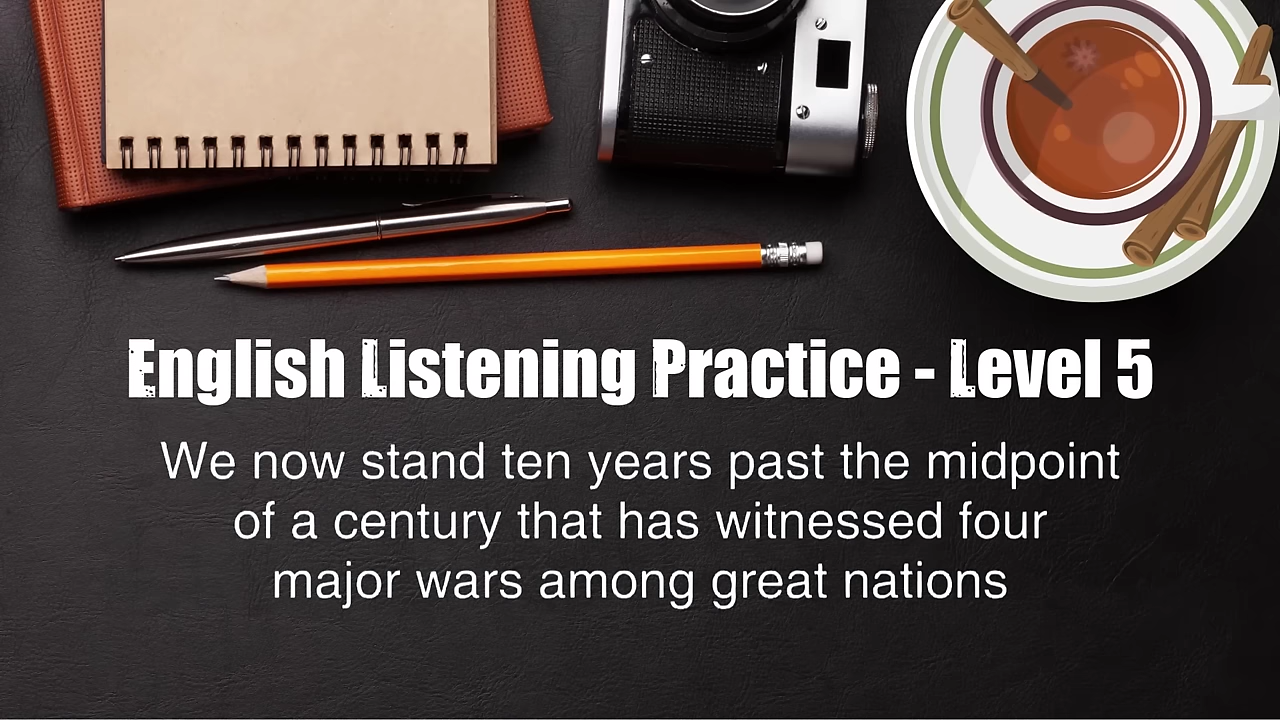 English Listening Practice - Level 5
We now stand ten years past the midpoint
of a century that has witnessed four
major wars among great nations